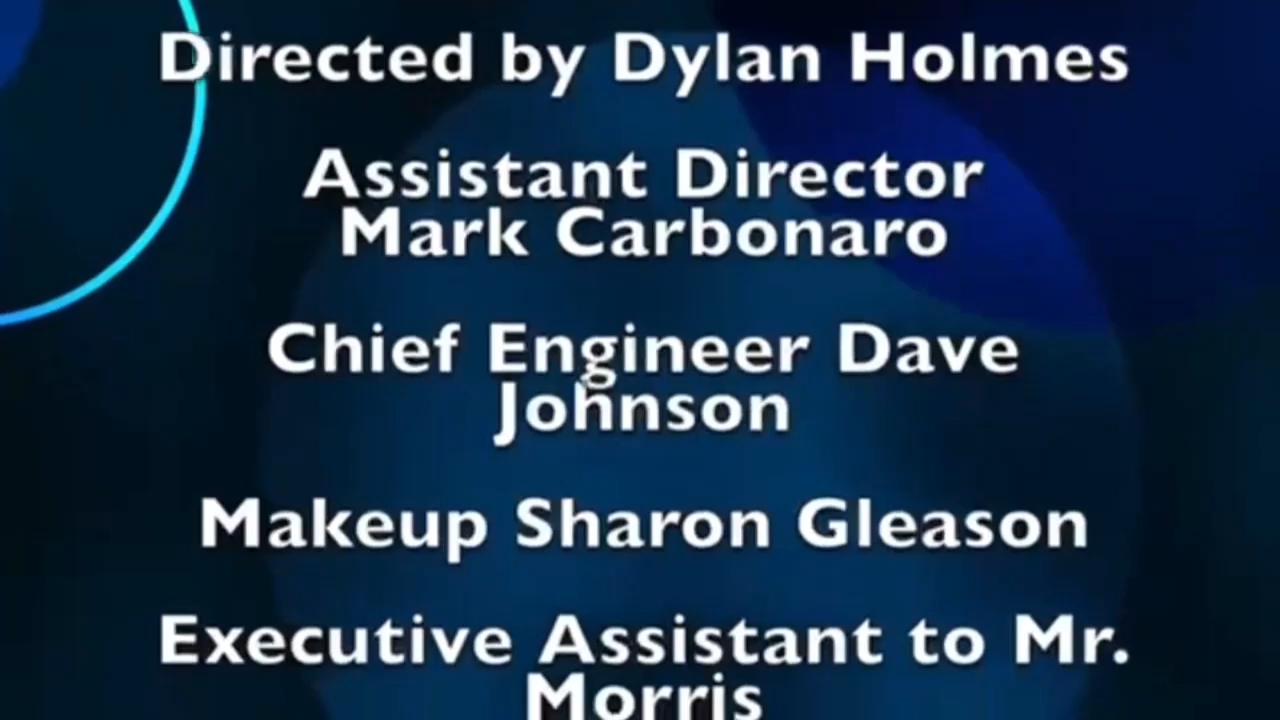 Directed by Dylan Holmes
Assistant Director
Mark Carbonaro
Chief Engineer Dave
Johnson
Makeup Sharon Gleason
Executive Assistant to Mr.
Morris